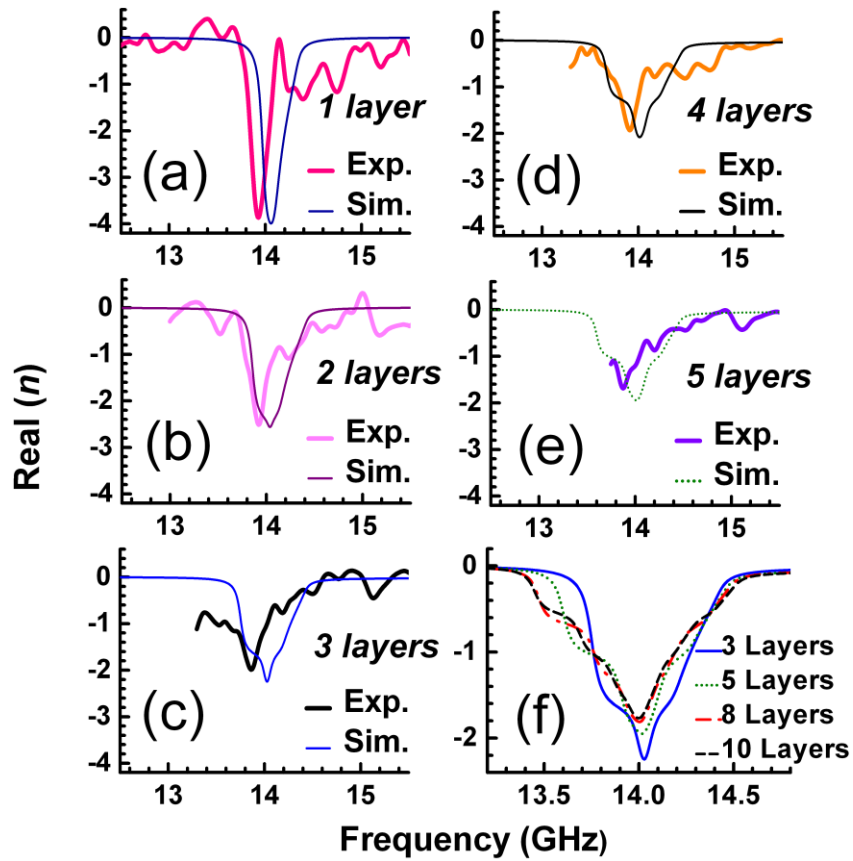 0
-1
-2
-3
-4
1 layer
(a)
Exp.
Sim.
13 14 15
0
-1
-2
-3
-4
2 layers
(b)
Exp.
Sim.
13 14 15
0
-1
-2
-3
-4
3 layers
(c)
Exp.
Sim.
13 14 15
0
-1
-2
-3
-4
4 layers
(d)
Exp.
Sim.
13 14 15
0
-1
-2
-3
-4
5 layers
(e)
Exp.
Sim.
13 14 15
0
-1
-2
(f)
3 Layers
5 Layers
8 Layers
10 Layers
13.5 14.0 14.5
Real (n)
Frequency (GHz)